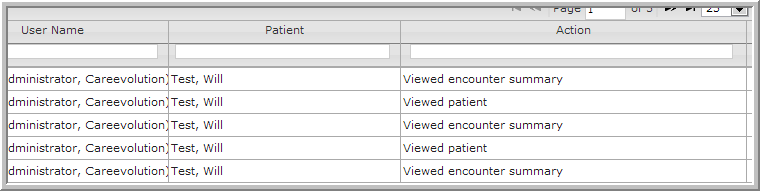 Page 1 of 3 25
User Name Patient Action
dministrator, Careevolution) Test, Will Viewed encounter summary
dministrator, Careevolution) Test, Will Viewed patient
dministrator, Careevolution) Test, Will Viewed encounter summary
dministrator, Careevolution) Test, Will Viewed patient
dministrator, Careevolution) Test, Will Viewed encounter summary